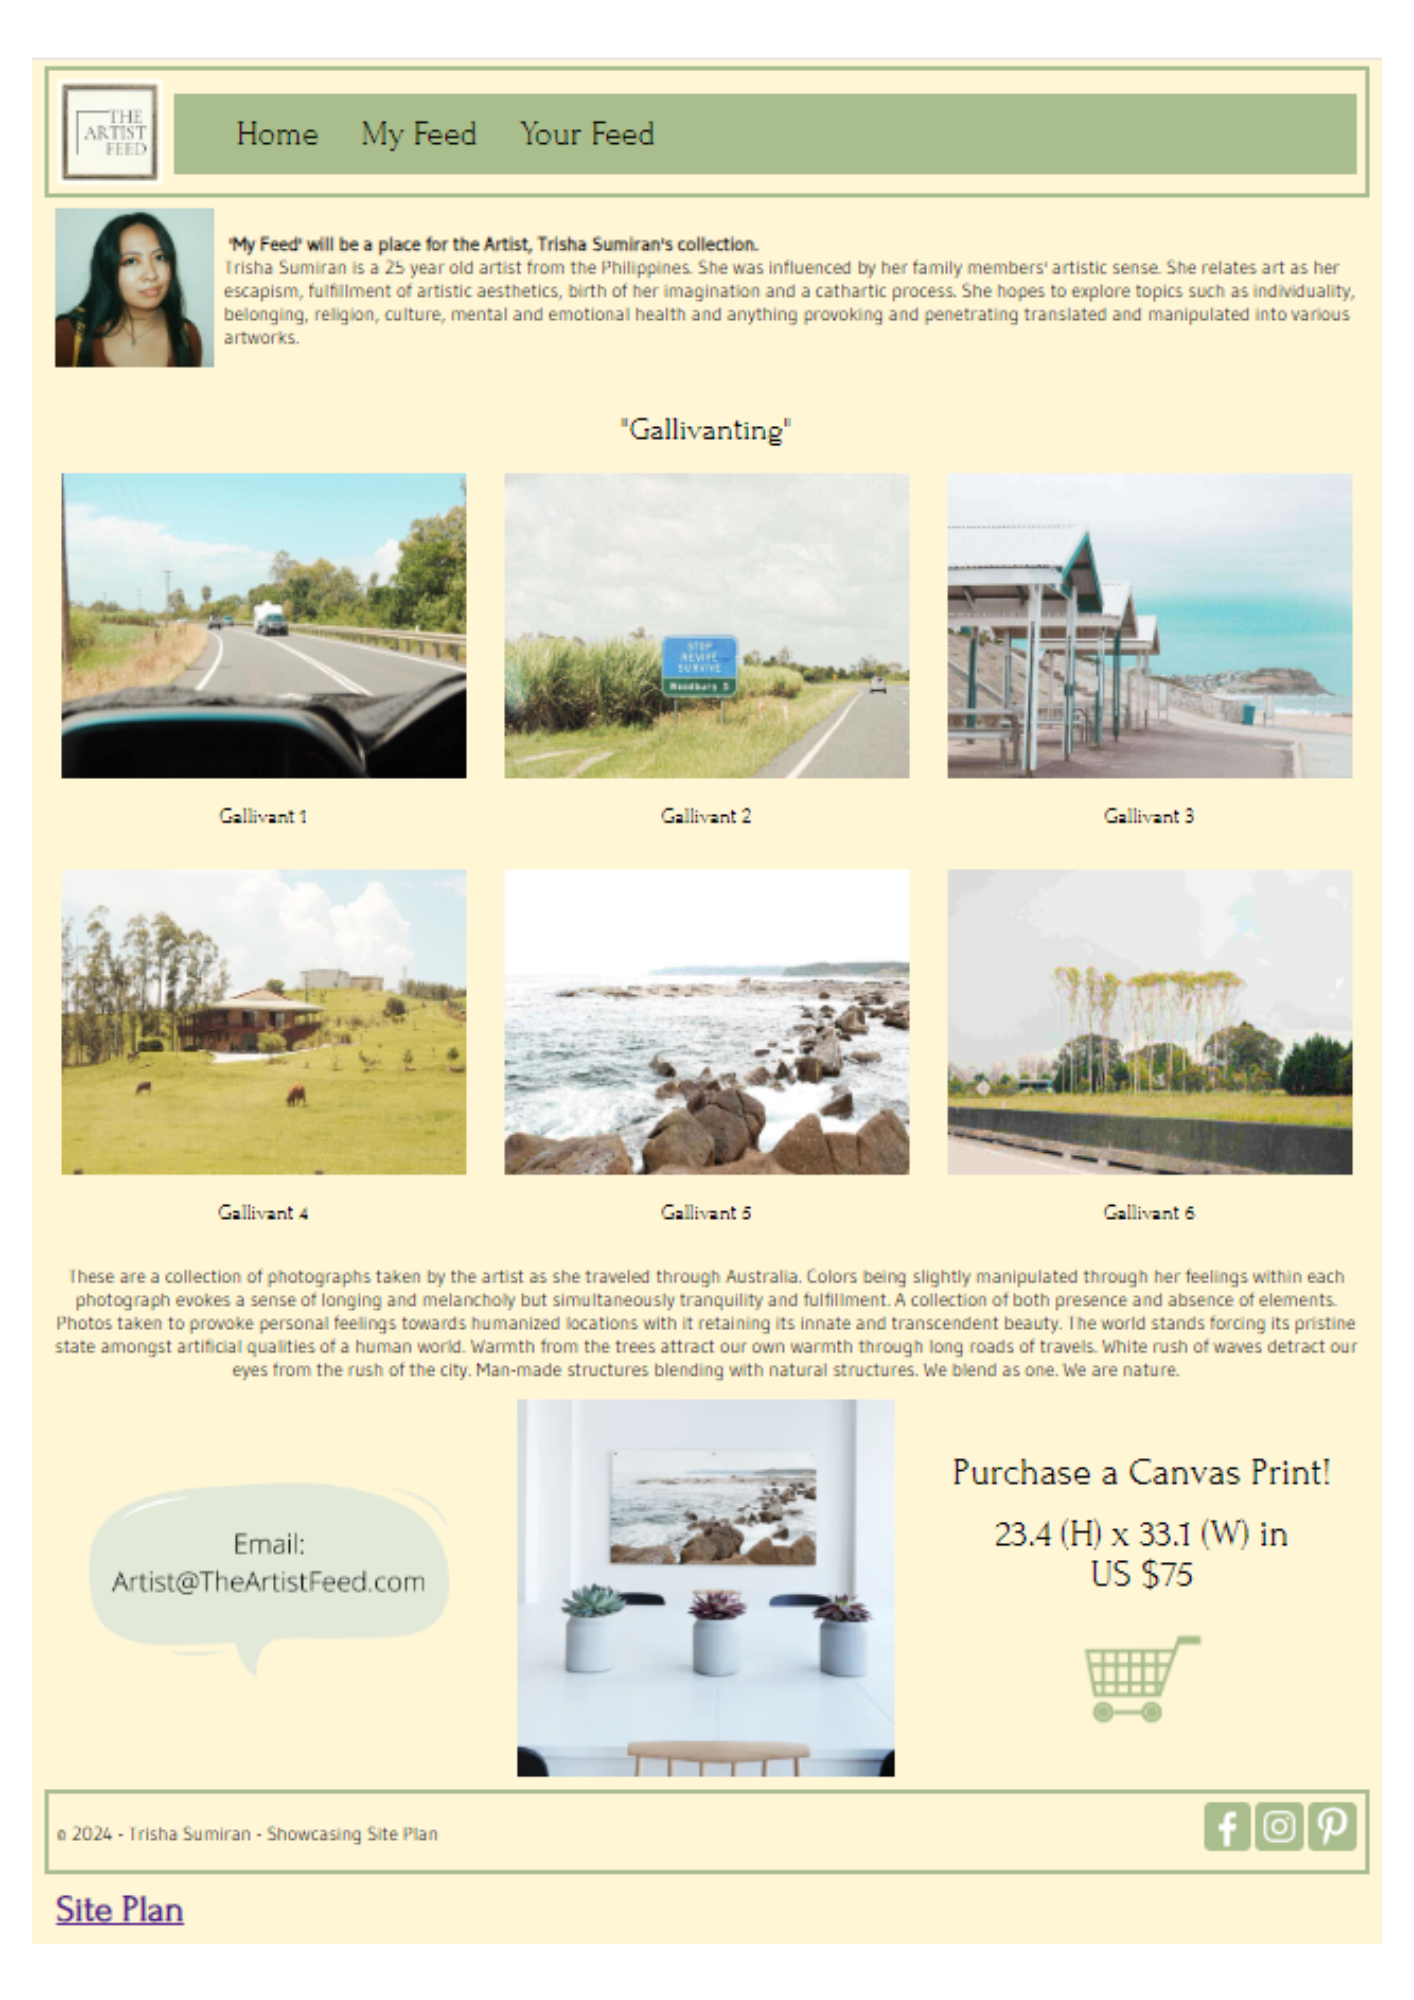 THE
ARTIST
FEED
Home My Feed Your Feed
'My Feed' will be a place for the Artist, Trisha Sumiran's collection.
Trisha Sumiran is a 25 year old artist from the Philippines. She was influenced by her family members' artistic sense. She relates art as her
escapism, fulfillment of artistic aesthetics, birth of her imagination and a cathartic process. She hopes to explore topics such as individuality,
belonging, religion, culture, mental and emotional health and anything provoking and penetrating translated and manipulated into various
artworks.
"Gallivanting"
STOP
REVIVE
SURVIVE
Woodburn 5
Gallivant 1
Gallivant 2
Gallivant 3
Gallivant 4
Gallivant 5
Gallivant 6
These are a collection of photographs taken by the artist as she traveled through Australia. Colors being slightly manipulated through her feelings within each
photograph evokes a sense of longing and melancholy but simultaneously tranquility and fulfillment. A collection of both presence and absence of elements.
Photos taken to provoke personal feelings towards humanized locations with it retaining its innate and transcendent beauty. The world stands forcing its pristine
state amongst artificial qualities of a human world. Warmth from the trees attract our own warmth through long roads of travels. White rush of waves detract our
eyes from the rush of the city. Man-made structures blending with natural structures. We blend as one. We are nature.
Email:
Artist@TheArtistFeed.com
Purchase a Canvas Print!
23.4 (H) x 33.1 (W) in
US $75
© 2024 - Trisha Sumiran - Showcasing Site Plan
Site Plan